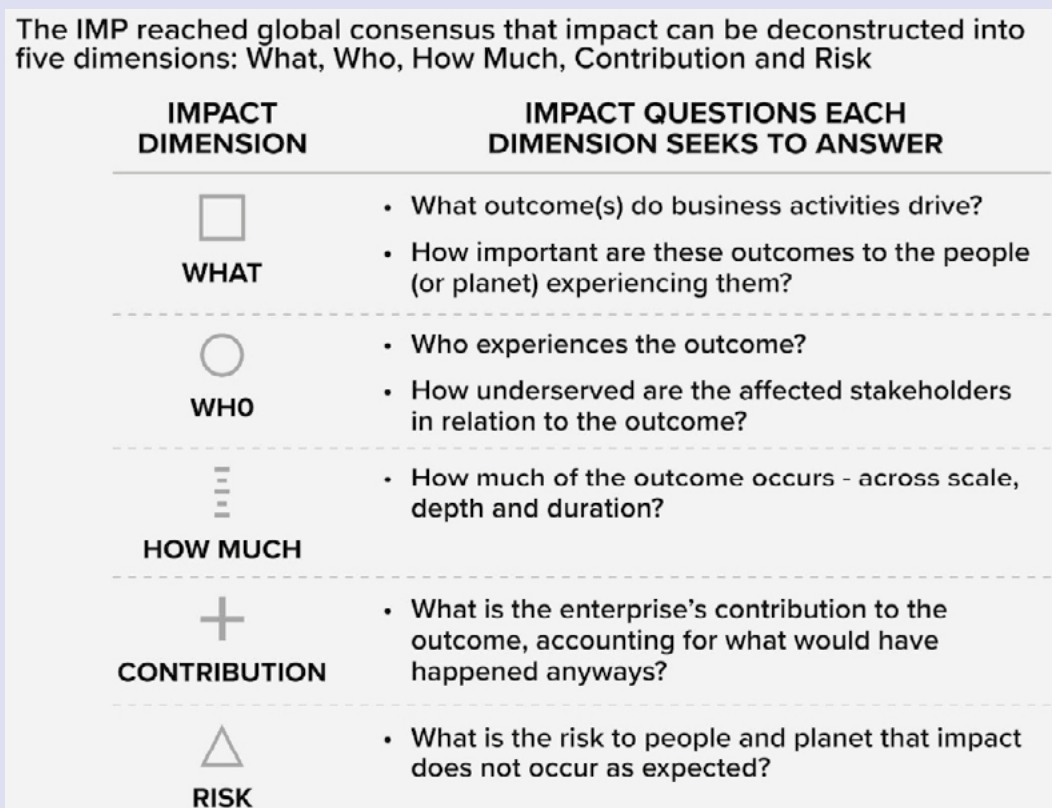 The IMP reached global consensus that impact can be deconstructed into
five dimensions: What, Who, How Much, Contribution and Risk
IMPACT
DIMENSION
IMPACT QUESTIONS EACH
DIMENSION SEEKS TO ANSWER
WHAT
• What outcome(s) do business activities drive?
• How important are these outcomes to the people
(or planet) experiencing them?
WH0
• Who experiences the outcome?
• How underserved are the affected stakeholders
in relation to the outcome?
HOW MUCH
• How much of the outcome occurs - across scale,
depth and duration?
CONTRIBUTION
• What is the enterprise's contribution to the
outcome, accounting for what would have
happened anyways?
RISK
• What is the risk to people and planet that impact
does not occur as expected?